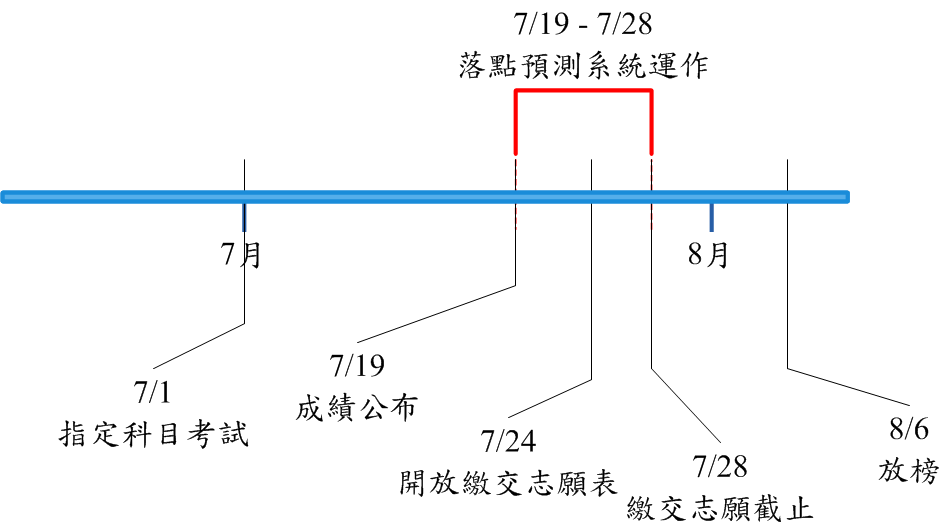 7/19 - 7/28
落點預測系統運作
7月
8月
7/1
指定科目考試
7/19
成績公布
7/24
開放繳交志願表
7/28
繳交志願截止
8/6
放榜